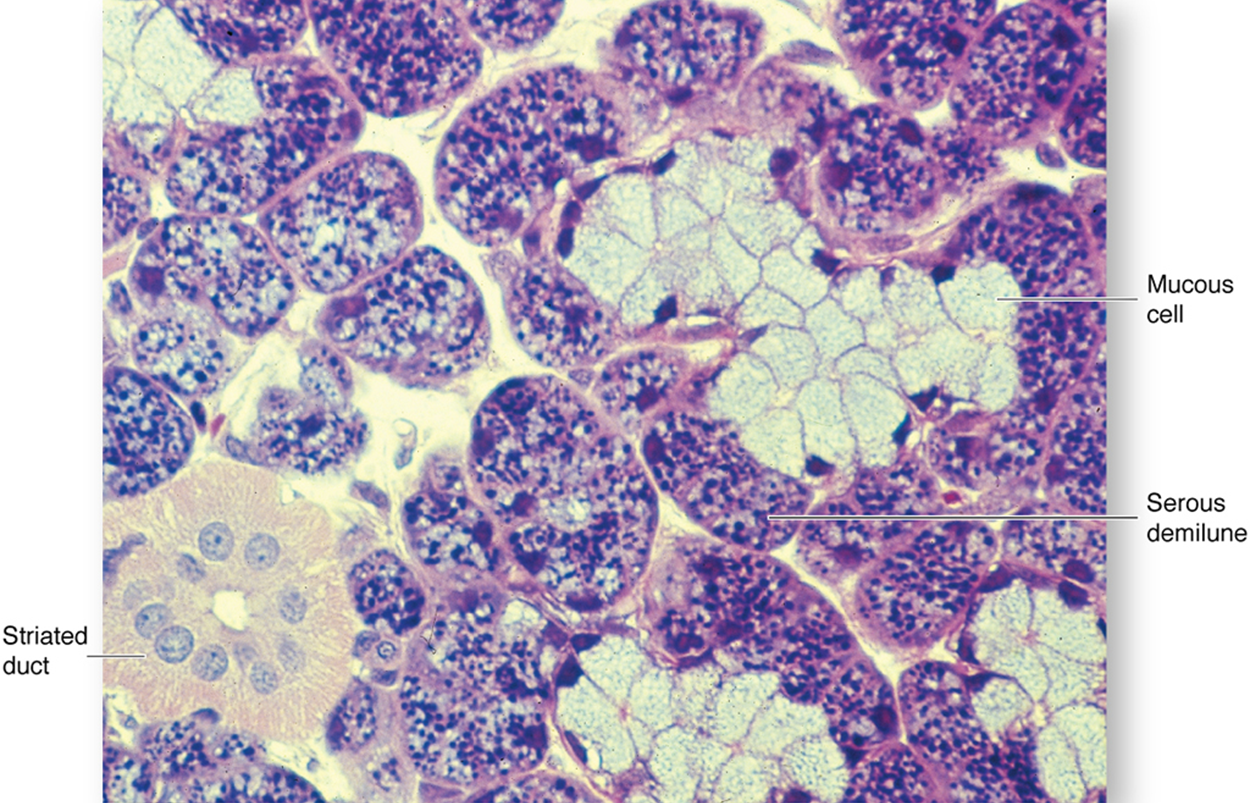 Mucous
cell
Serous
demilune
Striated
duct